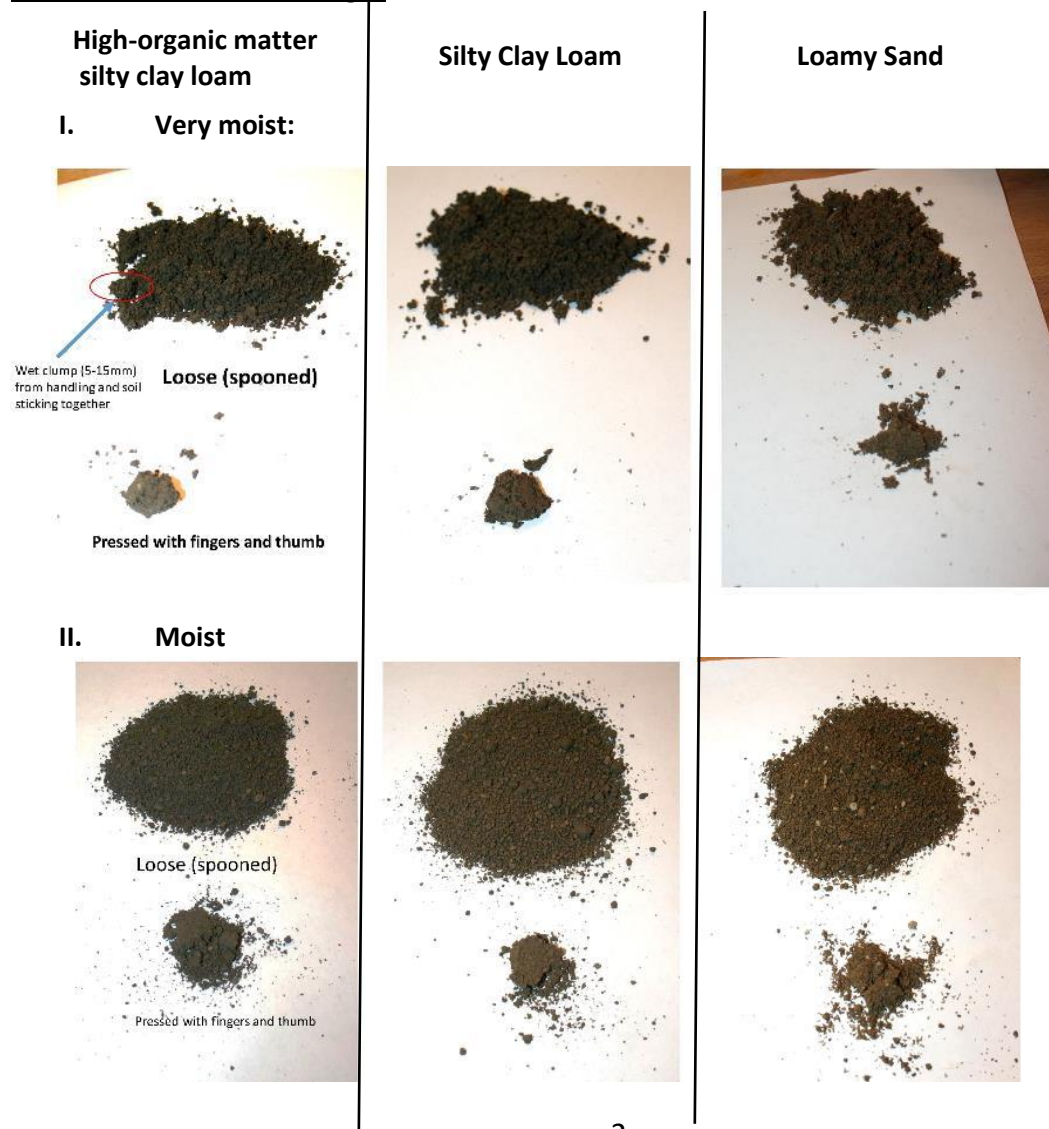 High-organic matter
silty clay loam
Silty Clay Loam
Loamy Sand
I. Very moist:
Wet clump (5-15mm)
from handling and soil
sticking together
Loose (spooned)
Pressed with fingers and thumb
II. Moist
Loose (spooned)
Pressed with fingers and thumb